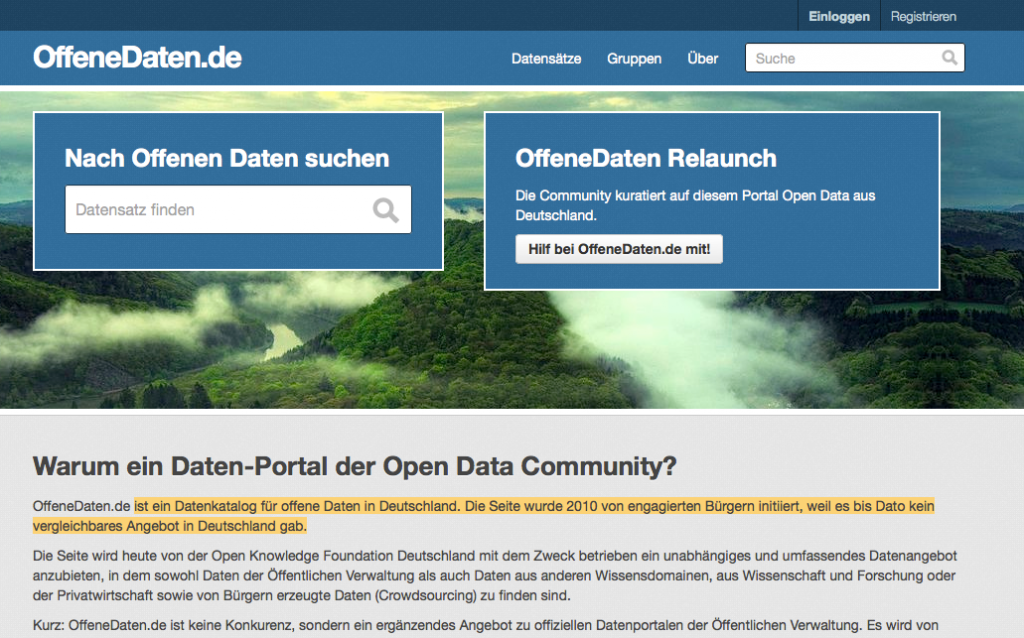 Einloggen Registrieren
OffeneDaten.de Datensätze Gruppen Über Suche
Nach Offenen Daten suchen
Datensatz finden
OffeneDaten Relaunch
Die Community kuratiert auf diesem Portal Open Data aus
Deutschland.
Hilf bei OffeneDaten.de mit!
Warum ein Daten-Portal der Open Data Community?
OffeneDaten.de ist ein Datenkatalog für offene Daten in Deutschland. Die Seite wurde 2010 von engagierten Bürgern initiiert, weil es bis Dato kein
vergleichbares Angebot in Deutschland gab.
Die Seite wird heute von der Open Knowledge Foundation Deutschland mit dem Zweck betrieben ein unabhängiges und umfassendes Datenangebot
anzubieten, in dem sowohl Daten der Öffentlichen Verwaltung als auch Daten aus anderen Wissensdomainen, aus Wissenschaft und Forschung oder
der Privatwirtschaft sowie von Bürgern erzeugte Daten (Crowdsourcing) zu finden sind.
Kurz: OffeneDaten.de ist keine Konkurenz, sondern ein ergänzendes Angebot zu offiziellen Datenportalen der Öffentlichen Verwaltung. Es wird von